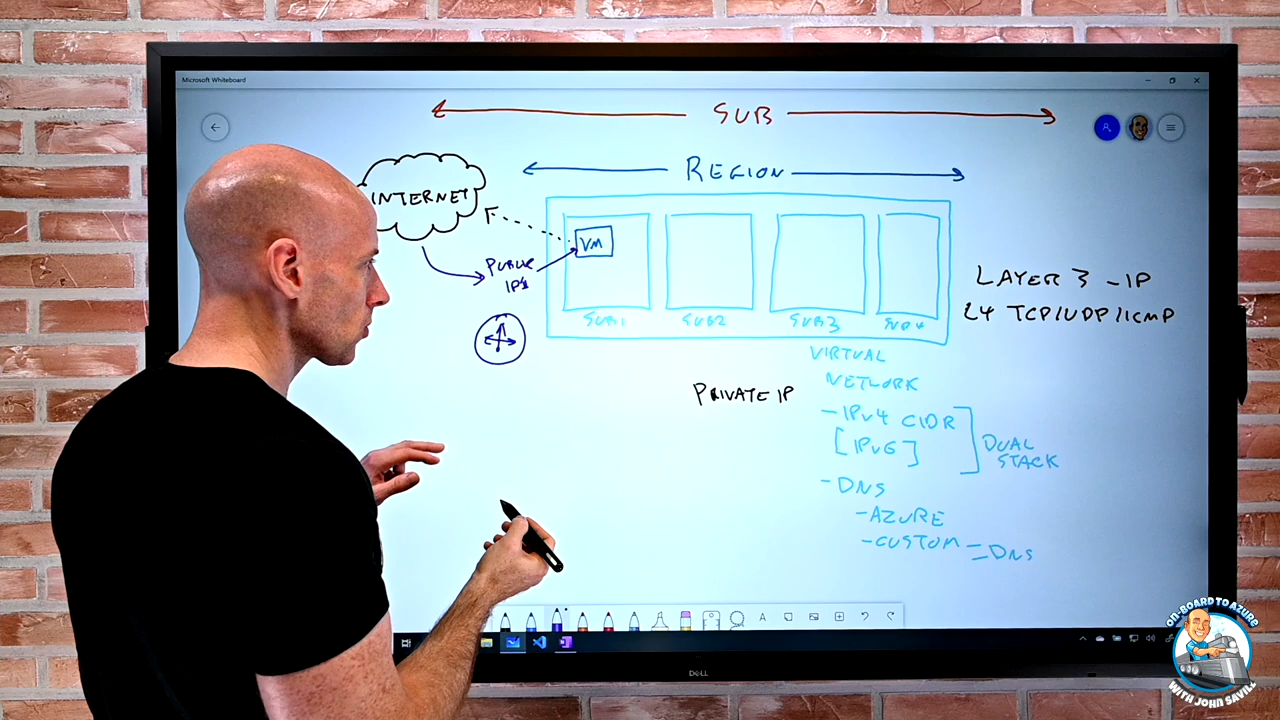 Microsoft Whiteboard
SUB
REGION
INTERNET
VM
PUBLIC
IPs
SUB1
SUB2
SUB3
SUB4
LAYER 3 - IP
L4 TCP/UDP/ICMP
VIRTUAL
NETWORK
PRIVATE IP
- IPv4 CIDR
[IPv6]
DUAL
STACK
- DNS
- AZURE
- CUSTOM = DNS
DELL
ON-BOARD TO AZURE
WITH JOHN SAVILL